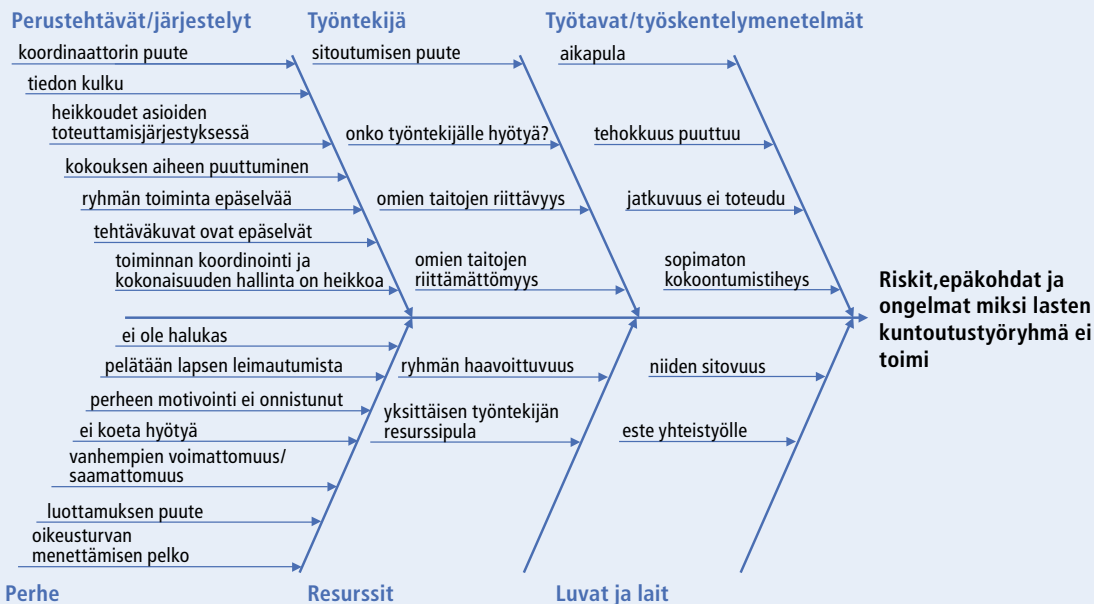 Perustehtävät/järjestelyt
koordinaattorin puute
tiedon kulku
heikkoudet asioiden
toteuttamisjärjestyksessä
kokouksen aiheen puuttuminen
ryhmän toiminta epäselvää
tehtäväkuvat ovat epäselvät
toiminnan koordinointi ja
kokonaisuuden hallinta on heikkoa
Työntekijä
sitoutumisen puute
onko työntekijälle hyötyä?
omien taitojen riittävyys
omien taitojen
riittämättömyys
Työtavat/työskentelymenetelmät
aikapula
tehokkuus puuttuu
jatkuvuus ei toteudu
sopimaton
kokoontumistiheys
Riskit,epäkohdat ja
ongelmat miksi lasten
kuntoutustyöryhmä ei
toimi
ei ole halukas
pelätään lapsen leimautumista
perheen motivointi ei onnistunut
ei koeta hyötyä
vanhempien voimattomuus/
saamattomuus
luottamuksen puute
oikeusturvan
menettämisen pelko
Perhe
ryhmän haavoittuvuus
yksittäisen työntekijän
resurssipula
Resurssit
niiden sitovuus
este yhteistyölle
Luvat ja lait